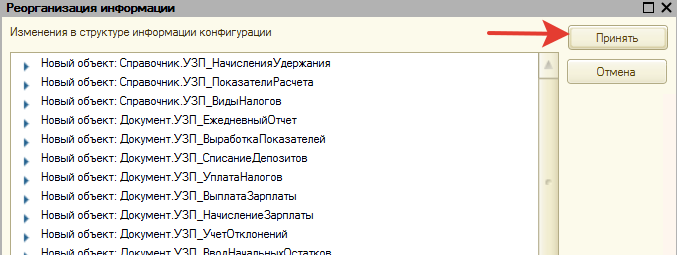 Реорганизация информации
Изменения в структуре информации конфигурации
Принять
Отмена
Новый объект: Справочник.УЗП_НачисленияУдержания
Новый объект: Справочник.УЗП_ПоказателиРасчета
Новый объект: Справочник.УЗП_ВидыНалогов
Новый объект: Документ.УЗП_ЕжедневныйОтчет
Новый объект: Документ.УЗП_ВыработкаПоказателей
Новый объект: Документ.УЗП_СписаниеДепозитов
Новый объект: Документ.УЗП_УплатаНалогов
Новый объект: Документ.УЗП_ВыплатаЗарплаты
Новый объект: Документ.УЗП_НачислениеЗарплаты
Новый объект: Документ.УЗП_УчетОтклонений
Новый объект: Документ.УЗП_ВводНачальныхОстатков